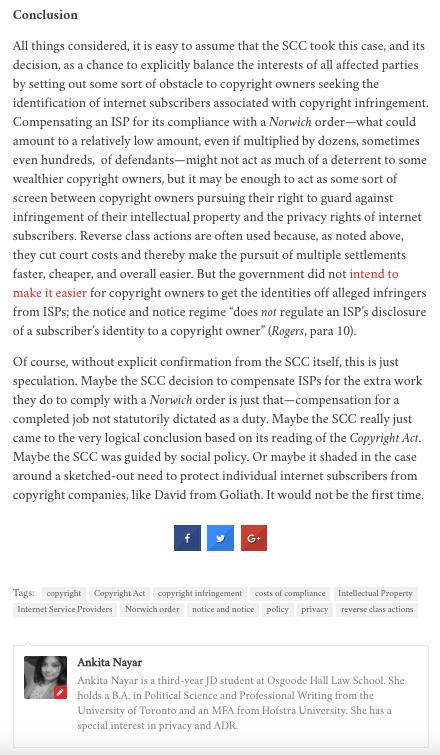 Conclusion
All things considered, it is easy to assume that the SCC took this case, and its
decision, as a chance to explicitly balance the interests of all affected parties
by setting out some sort of obstacle to copyright owners seeking the
identification of internet subscribers associated with copyright infringement.
Compensating an ISP for its compliance with a Norwich order—what could
amount to a relatively low amount, even if multiplied by dozens, sometimes
even hundreds, of defendants—might not act as much of a deterrent to some
wealthier copyright owners, but it may be enough to act as some sort of
screen between copyright owners pursuing their right to guard against
infringement of their intellectual property and the privacy rights of internet
subscribers. Reverse class actions are often used because, as noted above,
they cut court costs and thereby make the pursuit of multiple settlements
faster, cheaper, and overall easier. But the government did not intend to
make it easier for copyright owners to get the identities off alleged infringers
from ISPs; the notice and notice regime “does not regulate an ISP’s disclosure
of a subscriber’s identity to a copyright owner” (Rogers, para 10).
Of course, without explicit confirmation from the SCC itself, this is just
speculation. Maybe the SCC decision to compensate ISPs for the extra work
they do to comply with a Norwich order is just that—compensation for a
completed job not statutorily dictated as a duty. Maybe the SCC really just
came to the very logical conclusion based on its reading of the Copyright Act.
Maybe the SCC was guided by social policy. Or maybe it shaded in the case
around a sketched-out need to protect individual internet subscribers from
copyright companies, like David from Goliath. It would not be the first time.
f G+
Tags: copyright Copyright Act copyright infringement costs of compliance Intellectual Property
Internet Service Providers Norwich order notice and notice policy privacy reverse class actions
Ankita Nayar
Ankita Nayar is a third-year JD student at Osgoode Hall Law School. She
holds a B.A. in Political Science and Professional Writing from the
University of Toronto and an MFA from Hofstra University. She has a
special interest in privacy and ADR.